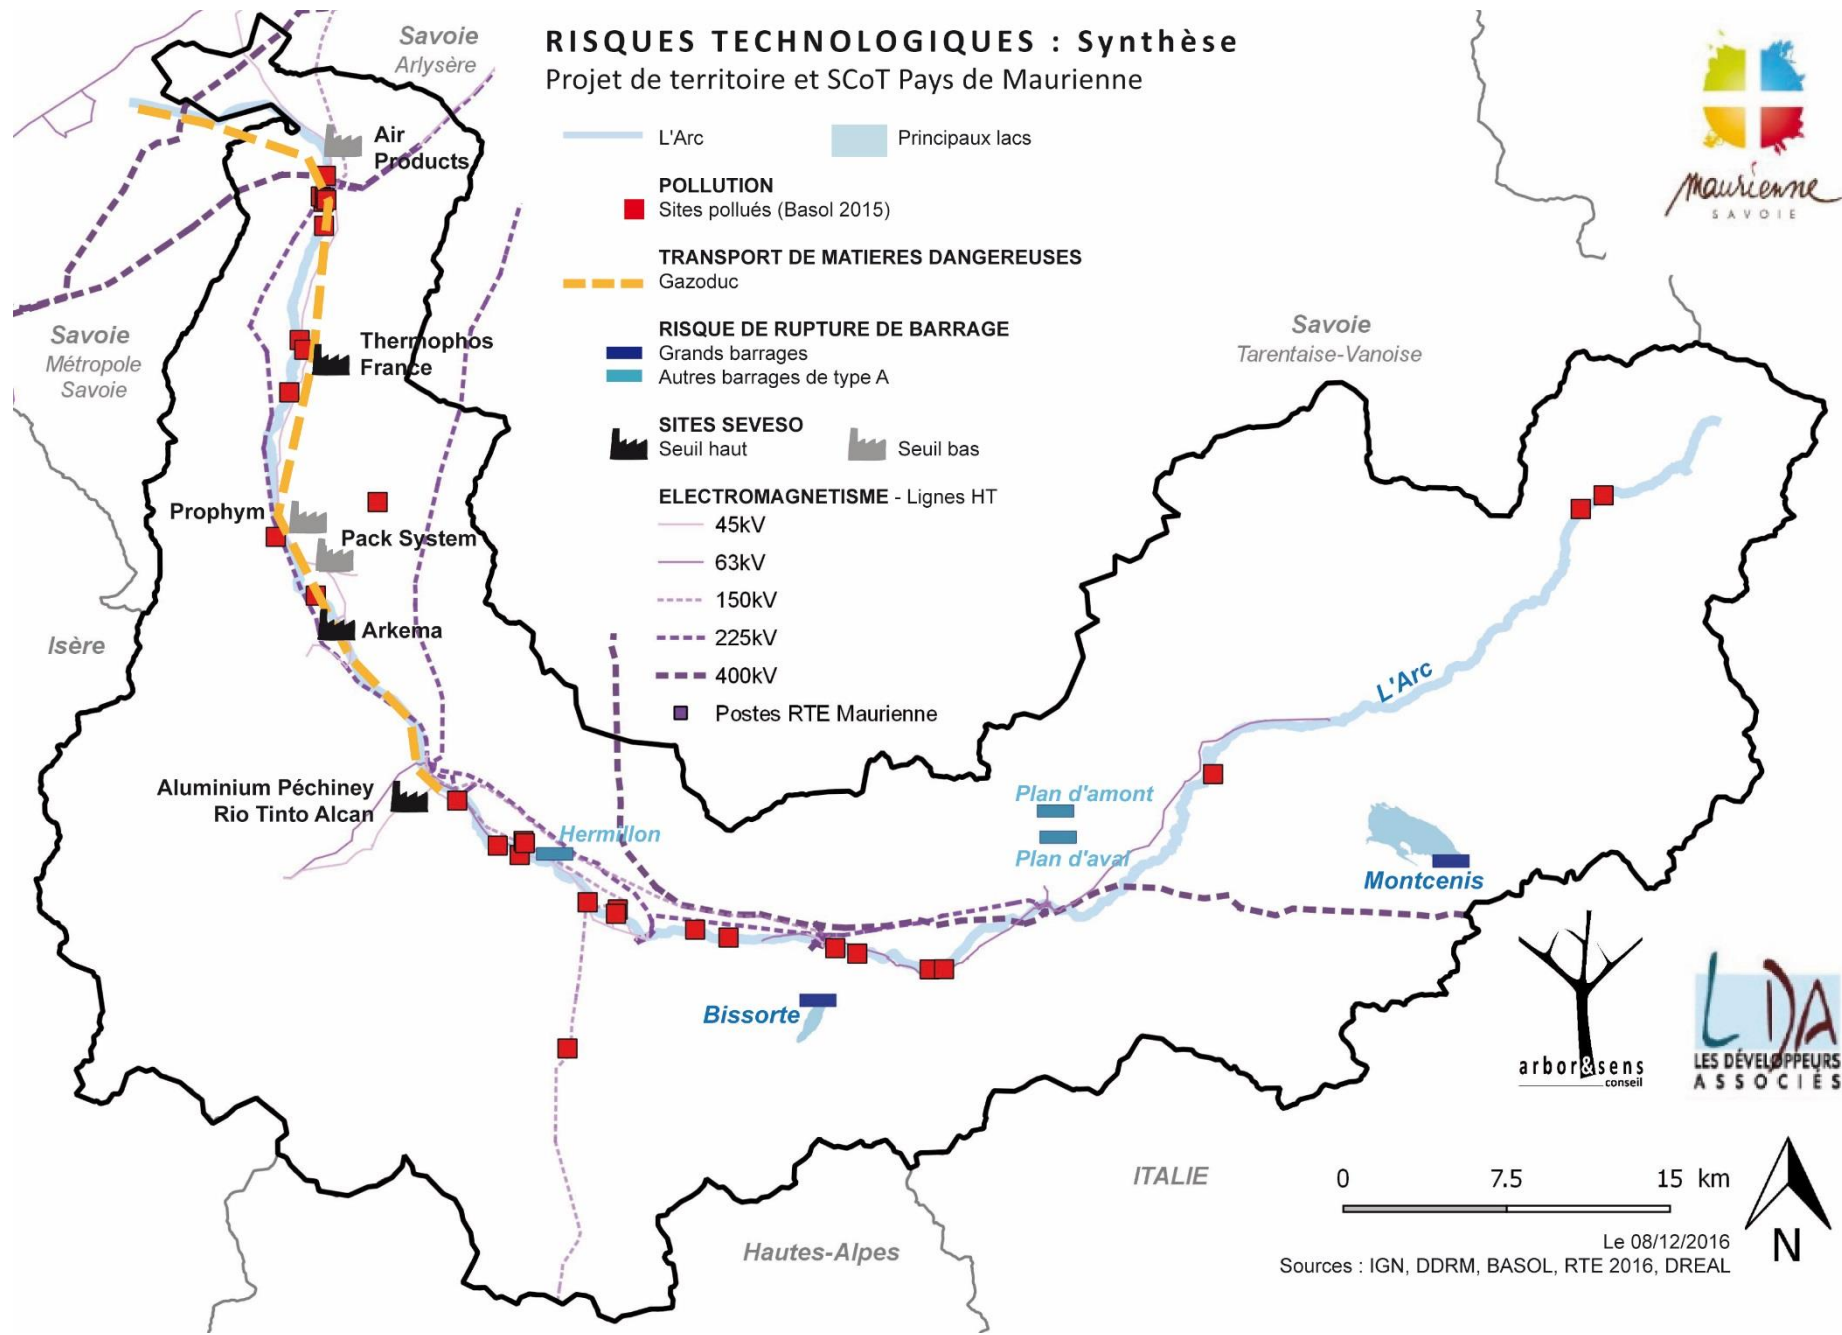 RISQUES TECHNOLOGIQUES : Synthèse
Projet de territoire et SCoT Pays de Maurienne
L'Arc
Principaux lacs
POLLUTION
Sites pollués (Basol 2015)
TRANSPORT DE MATIERES DANGEREUSES
Gazoduc
RISQUE DE RUPTURE DE BARRAGE
Grands barrages
Autres barrages de type A
SITES SEVESO
Seuil haut
Seuil bas
ELECTROMAGNETISME - Lignes HT
45kV
63kV
150kV
225kV
400kV
Postes RTE Maurienne
Maurienne
SAVOIE
Savoie
Arlysère
Air
Products
Savoie
Métropole
Savoie
Thermophos
France
Savoie
Tarentaise-Vanoise
Prophym
Pack System
Arkema
Isère
L'Arc
Aluminium Péchiney
Rio Tinto Alcan
Hermillon
Plan d'amont
Plan d'aval
Montcenis
Bissorte
arbor&sens
conseil
LDA
LES DÉVELOPPEURS
ASSOCIÉS
ITALIE
Hautes-Alpes
0 7.5 15 km
N
Le 08/12/2016
Sources : IGN, DDRM, BASOL, RTE 2016, DREAL